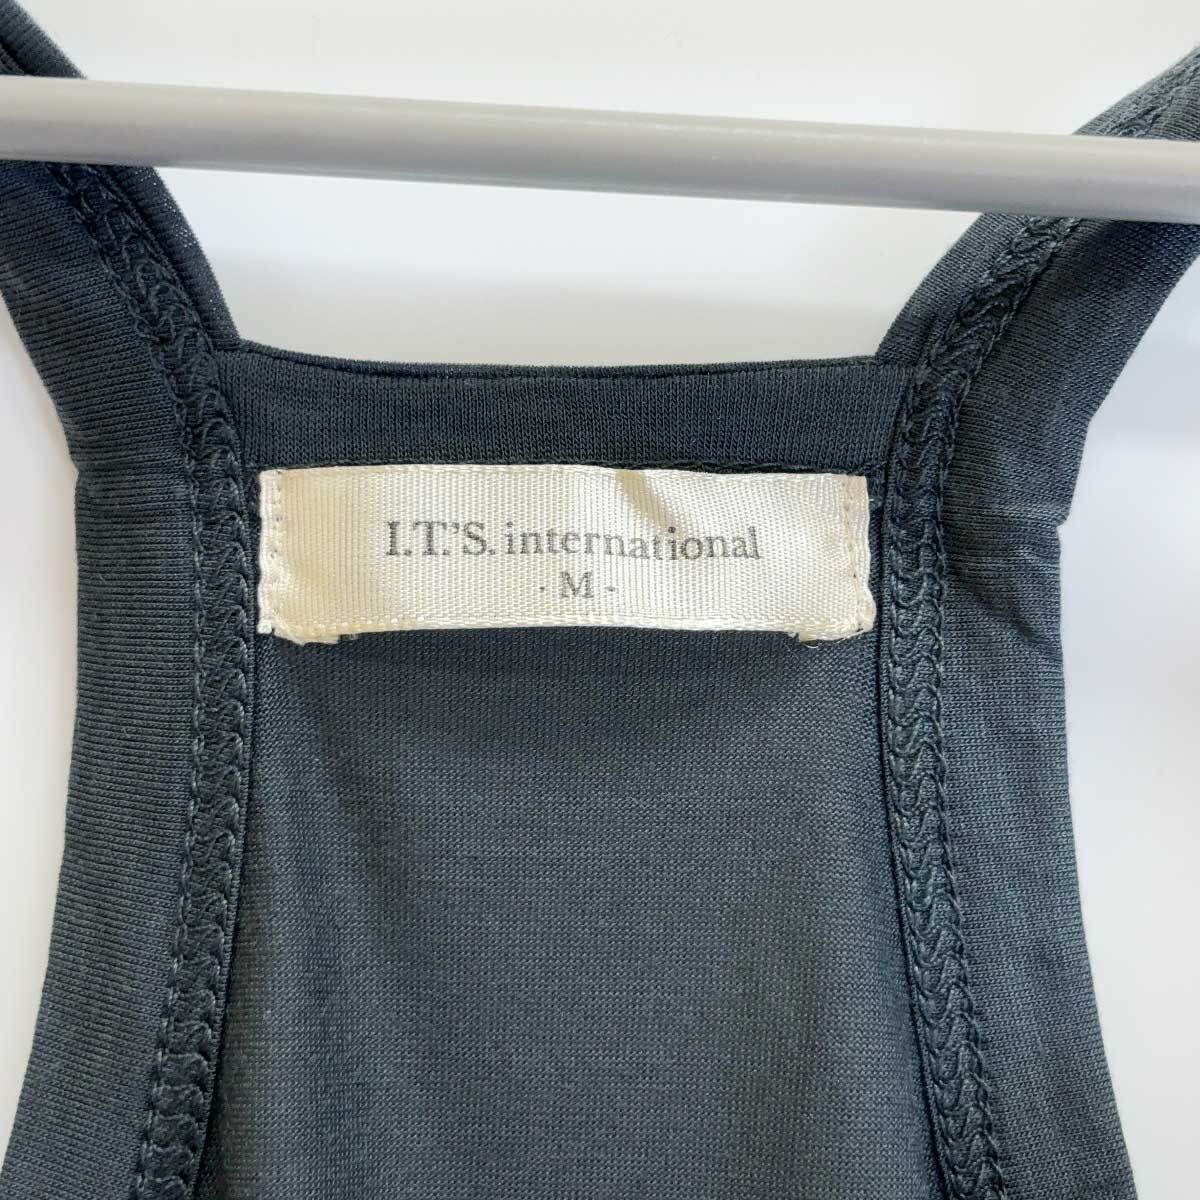 I.T.'S. international
- M -